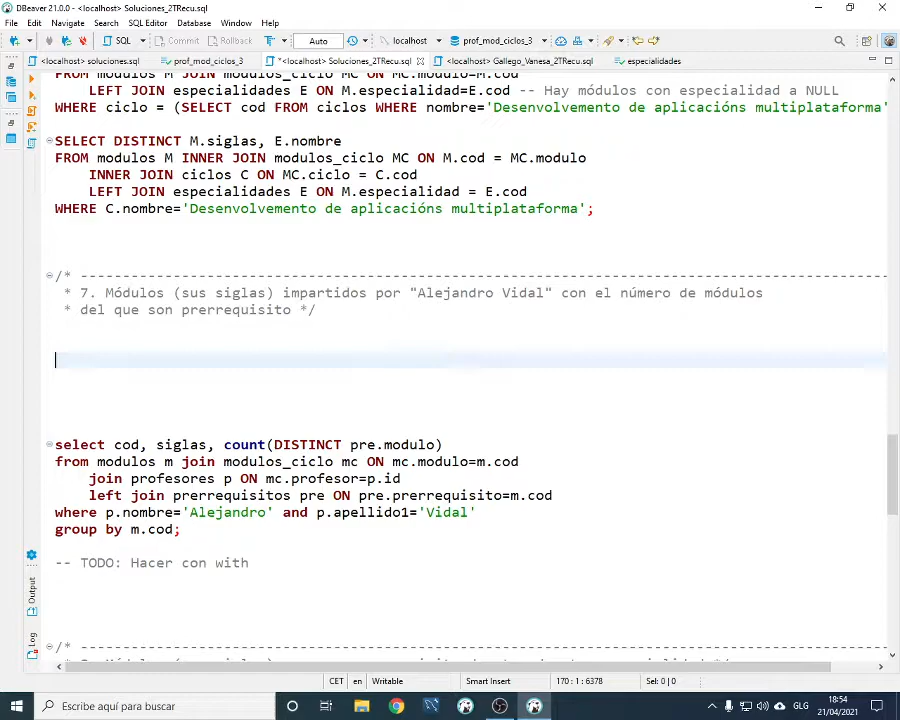 DBeaver 21.0.0 - <localhost> Soluciones_2TRecu.sql
File Edit Navigate Search SQL Editor Database Window Help
SQL Commit Rollback T Auto localhost prof_mod_ciclos_3
<localhost> soluciones.sql prof_mod_ciclos_3 *<localhost> Soluciones_2TRecu.sql <localhost> Gallego_Vanesa_2TRecu.sql especialidades
FROM modulos M JOIN modulos_ciclo MC ON MC.modulo=M.cod
LEFT JOIN especialidades E ON M.especialidad=E.cod -- Hay módulos con especialidad a NULL
WHERE ciclo = (SELECT cod FROM ciclos WHERE nombre='Desenvolvemento de aplicacións multiplataforma'
SELECT DISTINCT M.siglas, E.nombre
FROM modulos M INNER JOIN modulos_ciclo MC ON M.cod = MC.modulo
INNER JOIN ciclos C ON MC.ciclo = C.cod
LEFT JOIN especialidades E ON M.especialidad = E.cod
WHERE C.nombre='Desenvolvemento de aplicacións multiplataforma';
/* ------------------------------------------------------------------------------------------------
* 7. Módulos (sus siglas) impartidos por "Alejandro Vidal" con el número de módulos
* del que son prerrequisito */
select cod, siglas, count(DISTINCT pre.modulo)
from modulos m join modulos_ciclo mc ON mc.modulo=m.cod
join profesores p ON mc.profesor=p.id
left join prerrequisitos pre ON pre.prerrequisito=m.cod
where p.nombre='Alejandro' and p.apellido1='Vidal'
group by m.cod;
-- TODO: Hacer con with
/* ------------------------------------------------------------------------------------------------
Output
Log
CET en Writable Smart Insert 170 : 1 : 6378 Sel: 0 | 0
Escribe aquí para buscar
GLG
18:54
21/04/2021